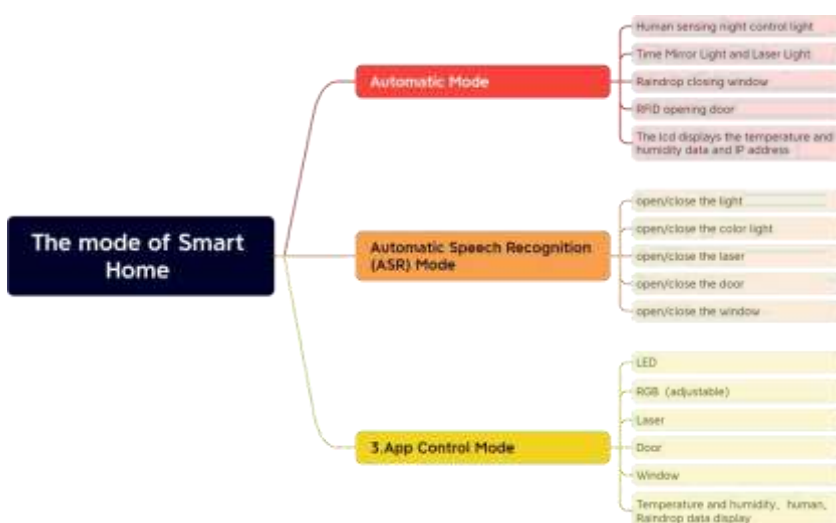 The mode of Smart
Home
Automatic Mode
Human sensing night control light
Time Mirror Light and Laser Light
Raindrop closing window
RFID opening door
The lcd displays the temperature and
humidity data and IP address
Automatic Speech Recognition
(ASR) Mode
open/close the light
open/close the color light
open/close the laser
open/close the door
open/close the window
3.App Control Mode
LED
RGB (adjustable)
Laser
Door
Window
Temperature and humidity、human、
Raindrop data display